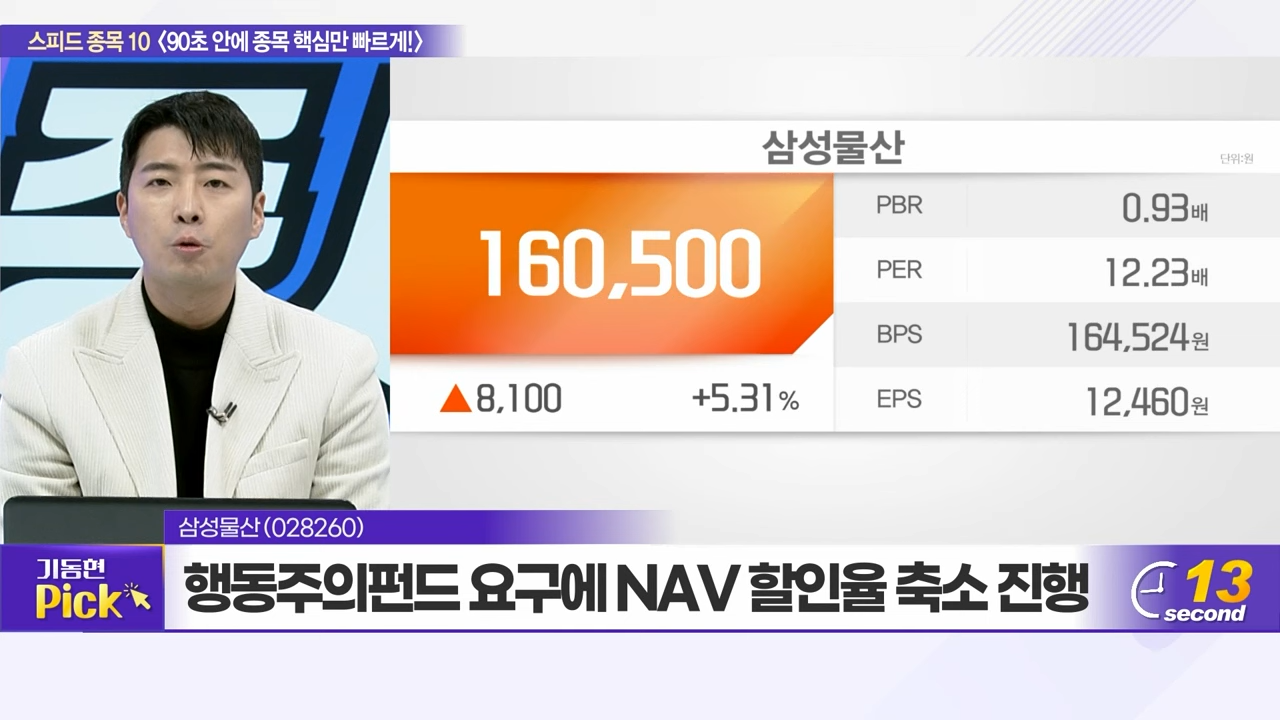 스피드 종목 10 〈90초 안에 종목 핵심만 빠르게!〉
삼성물산
단위:원
160,500
▲8,100 +5.31%
PBR 0.93배
PER 12.23배
BPS 164,524원
EPS 12,460원
삼성물산(028260)
기동현
Pick
행동주의펀드 요구에 NAV 할인율 축소 진행
13
second